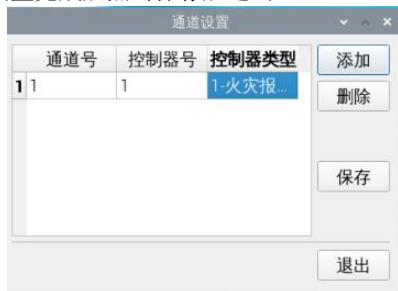 通道设置
通道号 控制器号 控制器类型 添加
1 1 1 1-火灾报... 删除
保存
退出